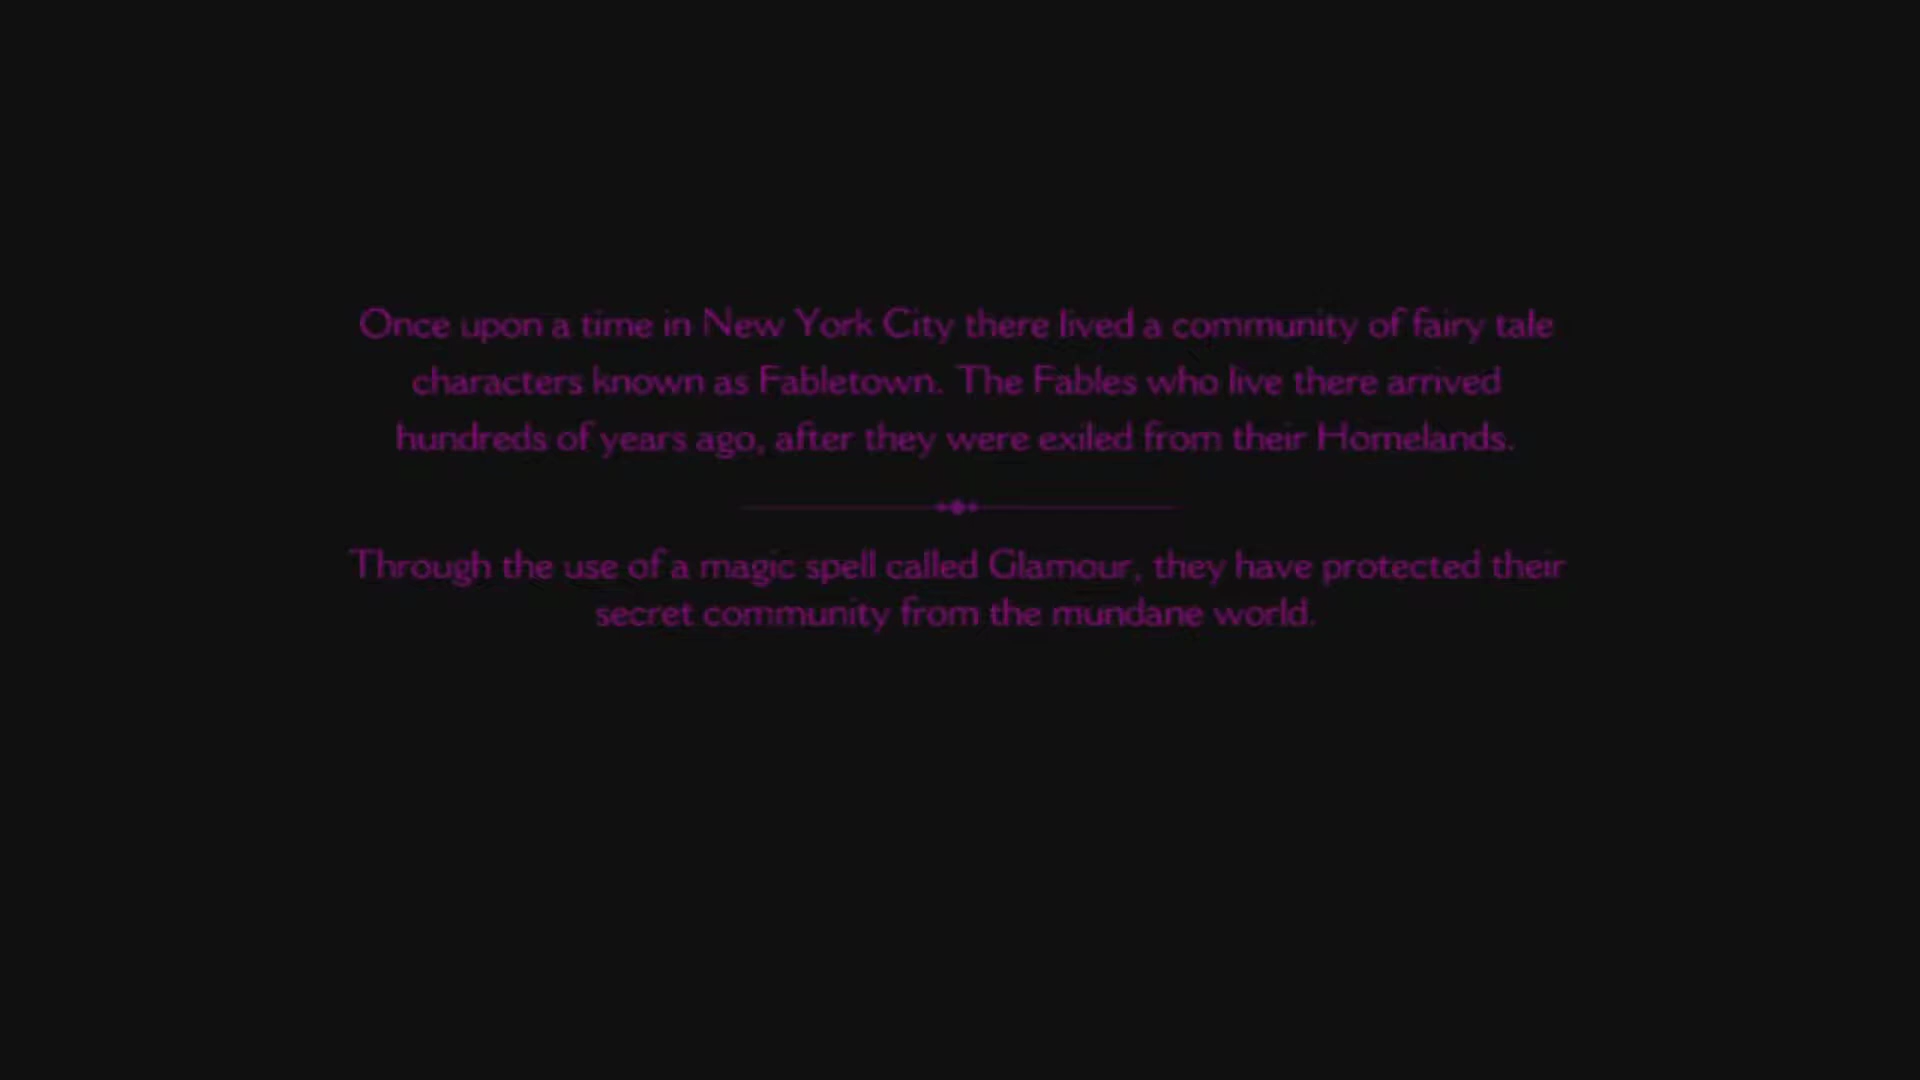 Once upon a time in New York City there lived a community of fairy tale
characters known as Fabletown. The Fables who live there arrived
hundreds of years ago, after they were exiled from their Homelands.
Through the use of a magic spell called Glamour, they have protected their
secret community from the mundane world.